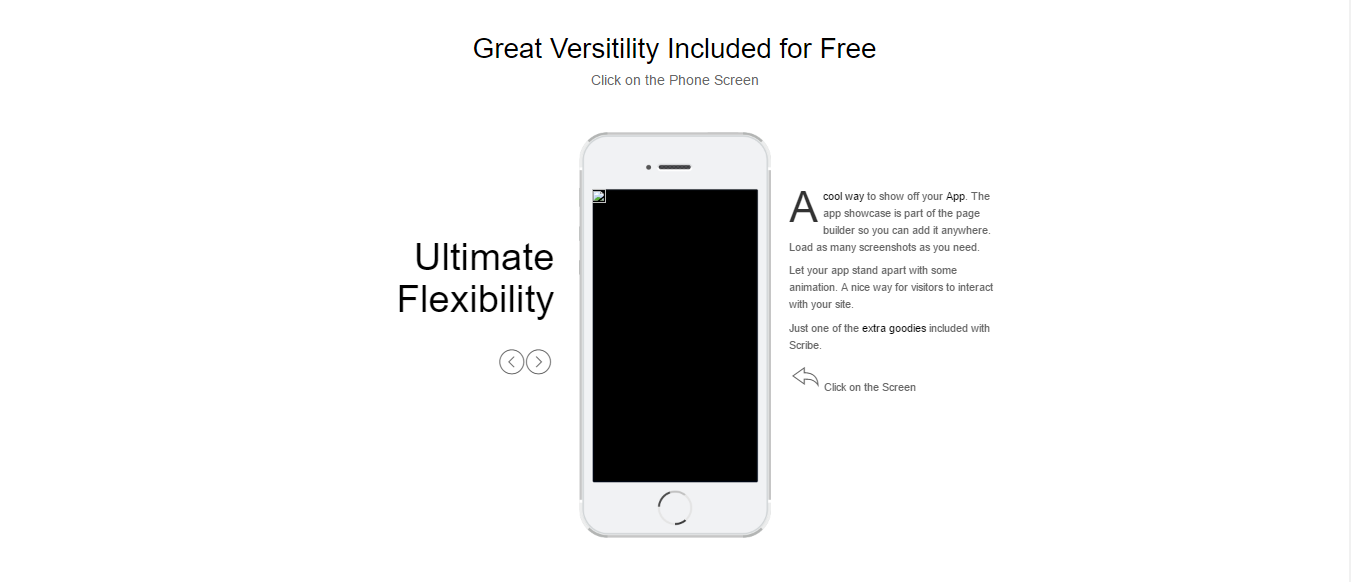 Great Versitility Included for Free
Click on the Phone Screen
Ultimate
Flexibility
A cool way to show off your App. The
app showcase is part of the page
builder so you can add it anywhere.
Load as many screenshots as you need.
Let your app stand apart with some
animation. A nice way for visitors to interact
with your site.
Just one of the extra goodies included with
Scribe.
Click on the Screen